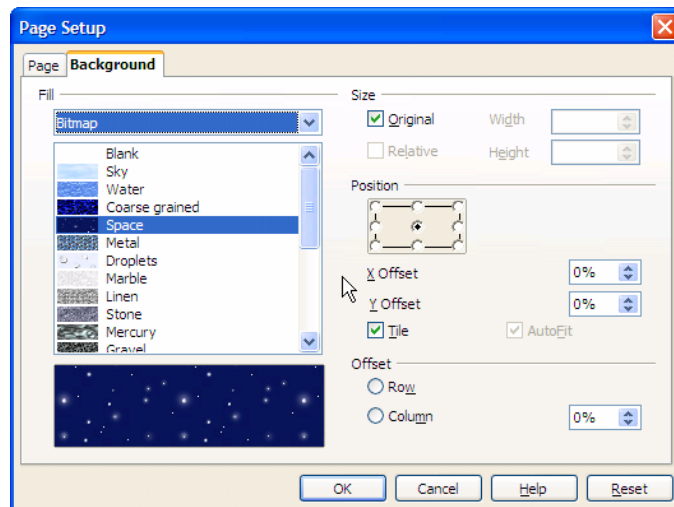 Page Setup
Page Background
Fill
Bitmap
Blank
Sky
Water
Coarse grained
Space
Metal
Droplets
Marble
Linen
Stone
Mercury
Gravel
Size
Original Width
Relative Height
Position
X Offset 0%
Y Offset 0%
Tile AutoFit
Offset
Row
Column 0%
OK Cancel Help Reset